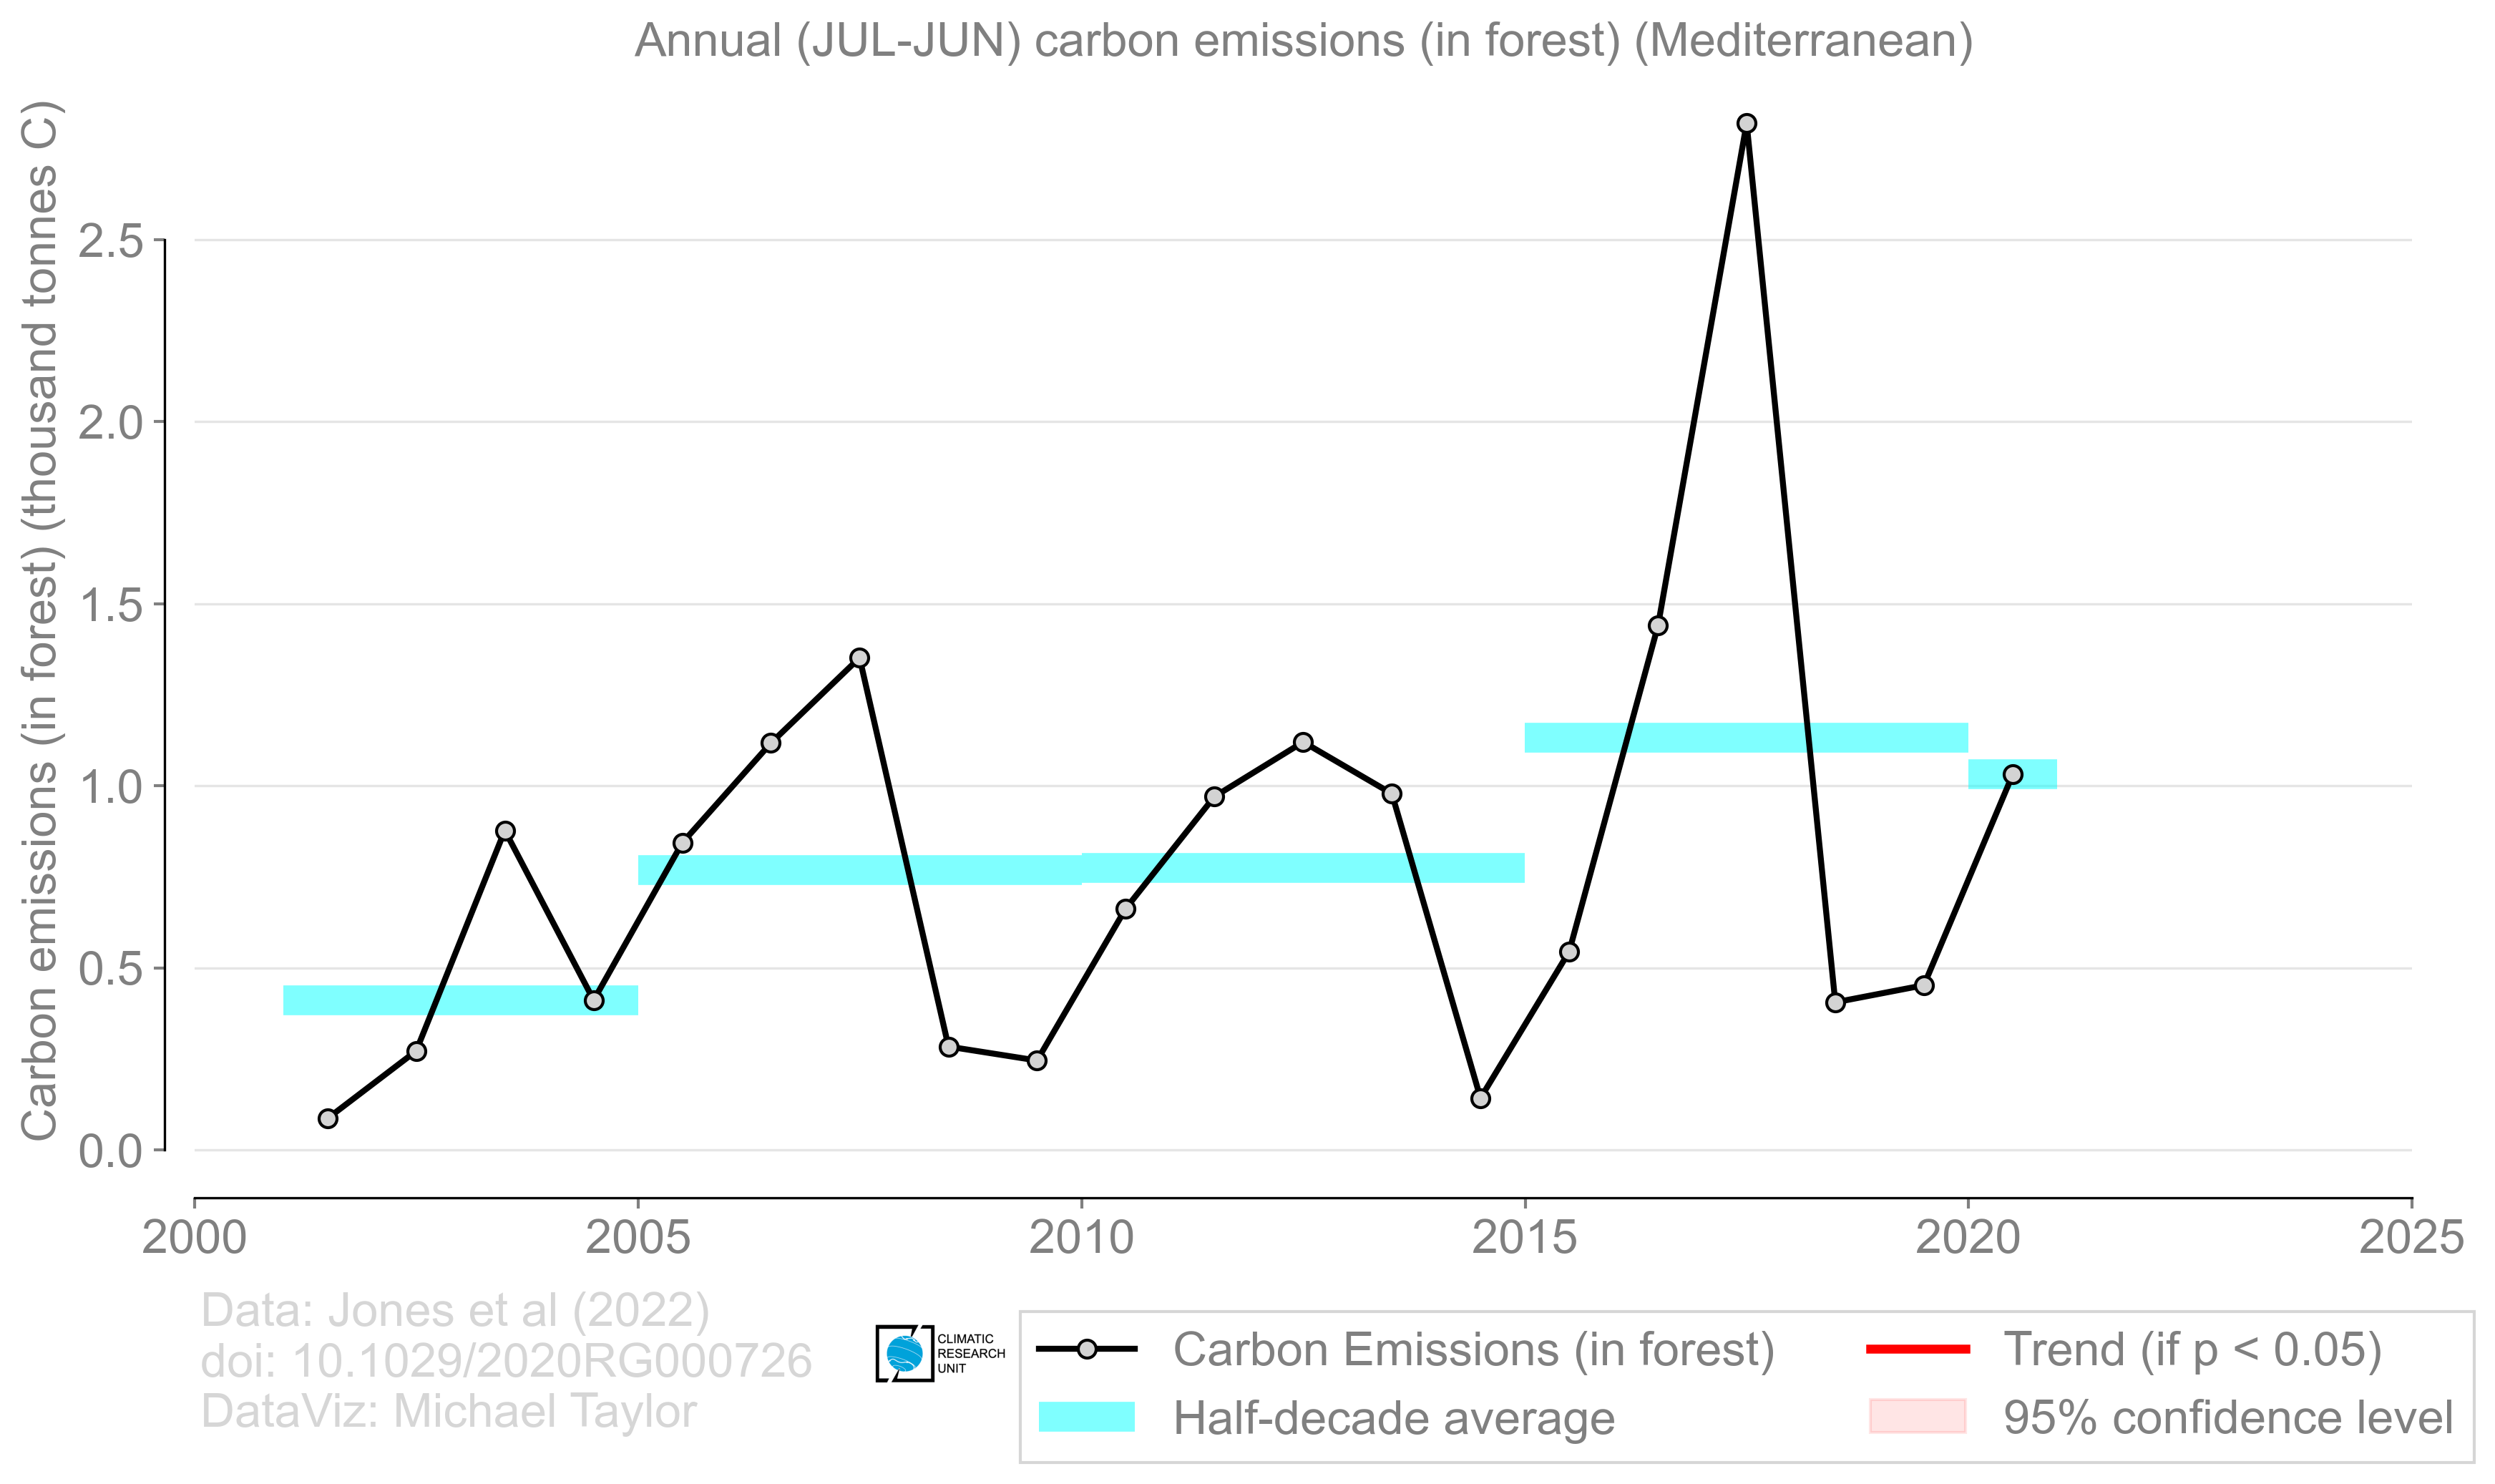 Annual (JUL-JUN) carbon emissions (in forest) (Mediterranean)
Carbon emissions (in forest) (thousand tonnes C)
2.5
2.0
1.5
1.0
0.5
0.0
2000 2005 2010 2015 2020 2025
Data: Jones et al (2022)
doi: 10.1029/2020RG000726
DataViz: Michael Taylor
CLIMATIC
RESEARCH
UNIT
Carbon Emissions (in forest)
Half-decade average
Trend (if p < 0.05)
95% confidence level